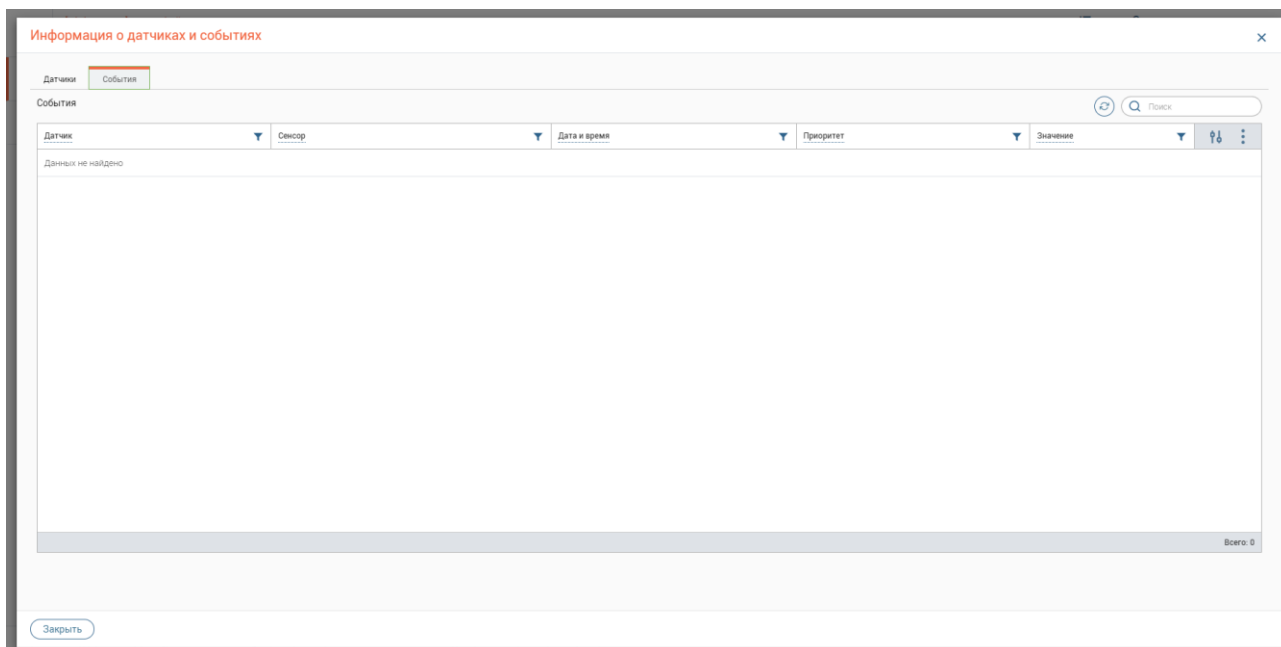 Информация о датчиках и событиях
Датчики События
События
Поиск
Датчик Сенсор Дата и время Приоритет Значение
Данных не найдено
Всего: 0
Закрыть